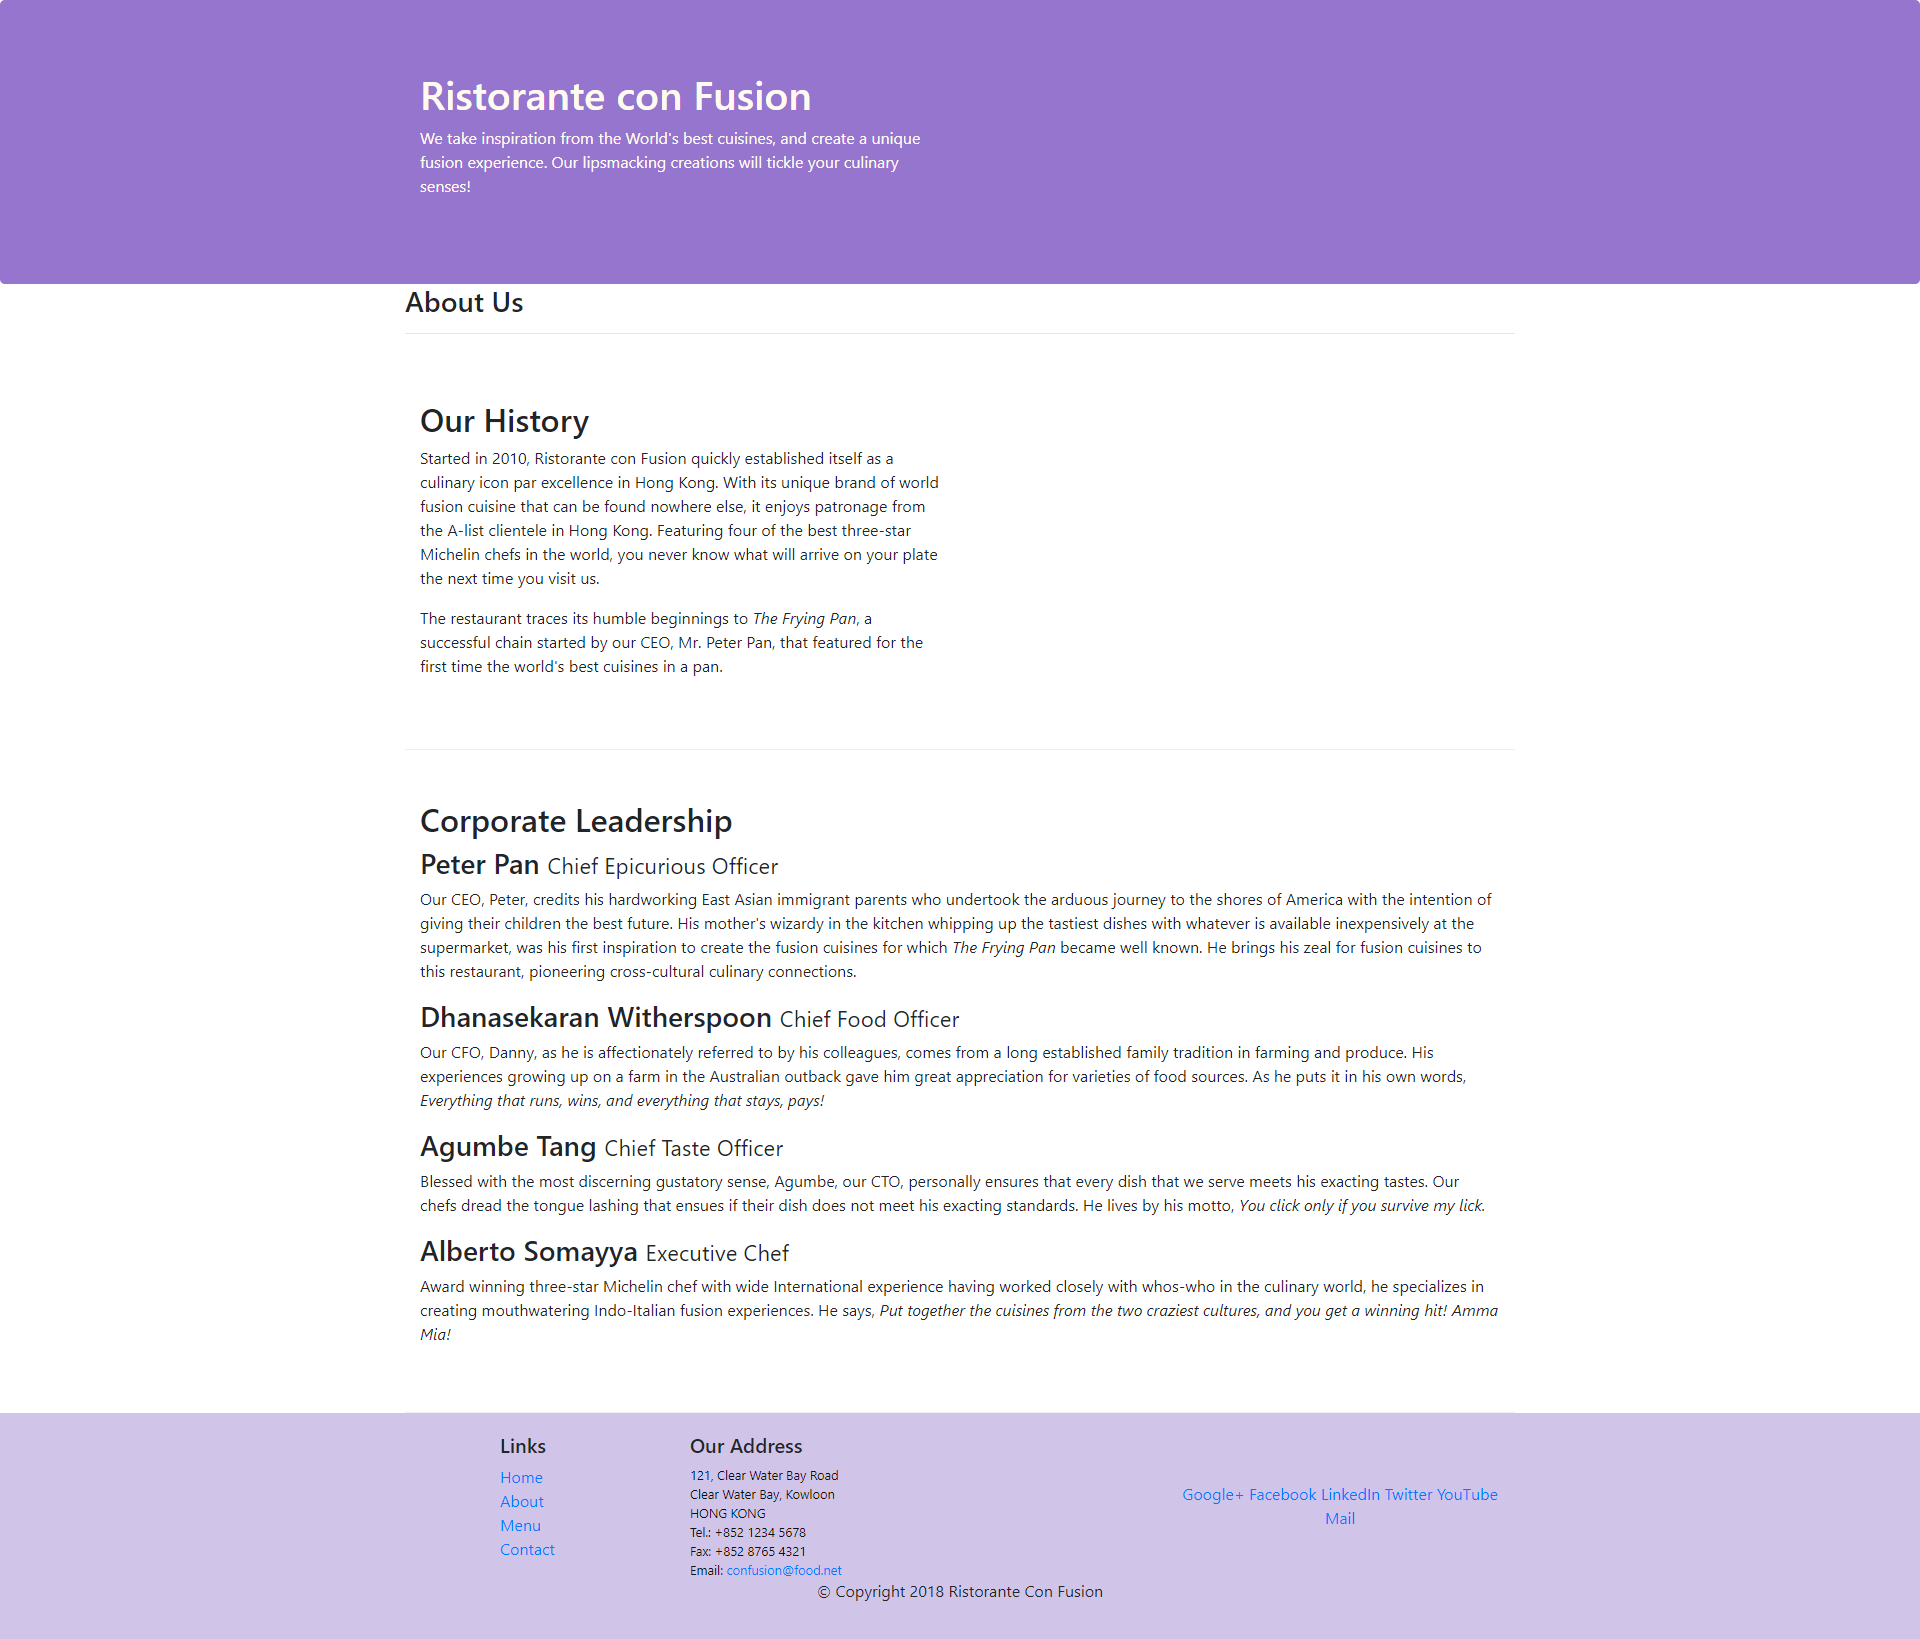 Ristorante con Fusion
We take inspiration from the World's best cuisines, and create a unique
fusion experience. Our lipsmacking creations will tickle your culinary
senses!
About Us
Our History
Started in 2010, Ristorante con Fusion quickly established itself as a
culinary icon par excellence in Hong Kong. With its unique brand of world
fusion cuisine that can be found nowhere else, it enjoys patronage from
the A-list clientele in Hong Kong. Featuring four of the best three-star
Michelin chefs in the world, you never know what will arrive on your plate
the next time you visit us.
The restaurant traces its humble beginnings to The Frying Pan, a
successful chain started by our CEO, Mr. Peter Pan, that featured for the
first time the world's best cuisines in a pan.
Corporate Leadership
Peter Pan Chief Epicurious Officer
Our CEO, Peter, credits his hardworking East Asian immigrant parents who undertook the arduous journey to the shores of America with the intention of
giving their children the best future. His mother's wizardy in the kitchen whipping up the tastiest dishes with whatever is available inexpensively at the
supermarket, was his first inspiration to create the fusion cuisines for which The Frying Pan became well known. He brings his zeal for fusion cuisines to
this restaurant, pioneering cross-cultural culinary connections.
Dhanasekaran Witherspoon Chief Food Officer
Our CFO, Danny, as he is affectionately referred to by his colleagues, comes from a long established family tradition in farming and produce. His
experiences growing up on a farm in the Australian outback gave him great appreciation for varieties of food sources. As he puts it in his own words,
Everything that runs, wins, and everything that stays, pays!
Agumbe Tang Chief Taste Officer
Blessed with the most discerning gustatory sense, Agumbe, our CTO, personally ensures that every dish that we serve meets his exacting tastes. Our
chefs dread the tongue lashing that ensues if their dish does not meet his exacting standards. He lives by his motto, You click only if you survive my lick.
Alberto Somayya Executive Chef
Award winning three-star Michelin chef with wide International experience having worked closely with whos-who in the culinary world, he specializes in
creating mouthwatering Indo-Italian fusion experiences. He says, Put together the cuisines from the two craziest cultures, and you get a winning hit! Amma
Mia!
Links
Home
About
Menu
Contact
Our Address
121, Clear Water Bay Road
Clear Water Bay, Kowloon
HONG KONG
Tel.: +852 1234 5678
Fax: +852 8765 4321
Email: confusion@food.net
Google+ Facebook LinkedIn Twitter YouTube
Mail
© Copyright 2018 Ristorante Con Fusion